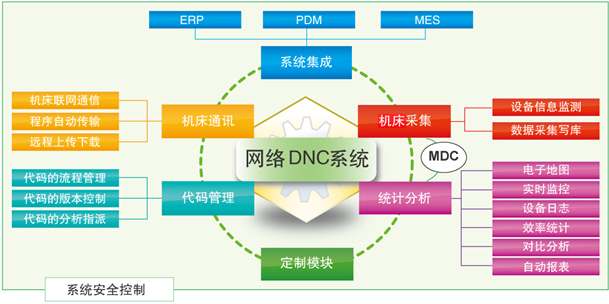 ERP
PDM
MES
系统集成
机床联网通信
程序自动传输
远程上传下载
机床通讯
机床采集
设备信息监测
数据采集写库
网络 DNC系统
MDC
代码的流程管理
代码的版本控制
代码的分析指派
代码管理
统计分析
电子地图
实时监控
设备日志
效率统计
对比分析
自动报表
定制模块
系统安全控制